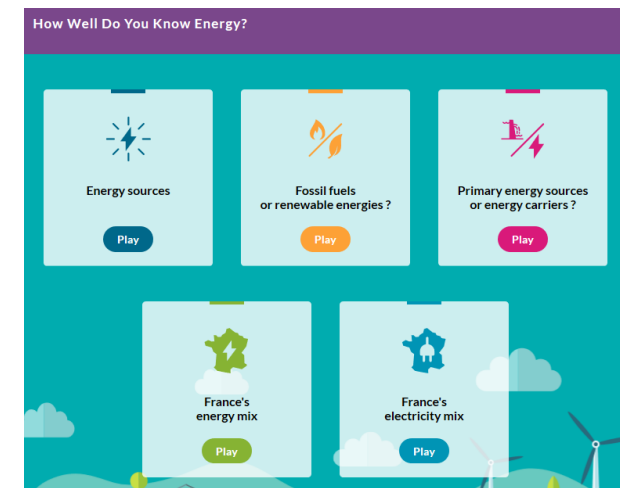 How Well Do You Know Energy?
Energy sources
Play
Fossil fuels
or renewable energies ?
Play
Primary energy sources
or energy carriers ?
Play
France's
energy mix
Play
France's
electricity mix
Play